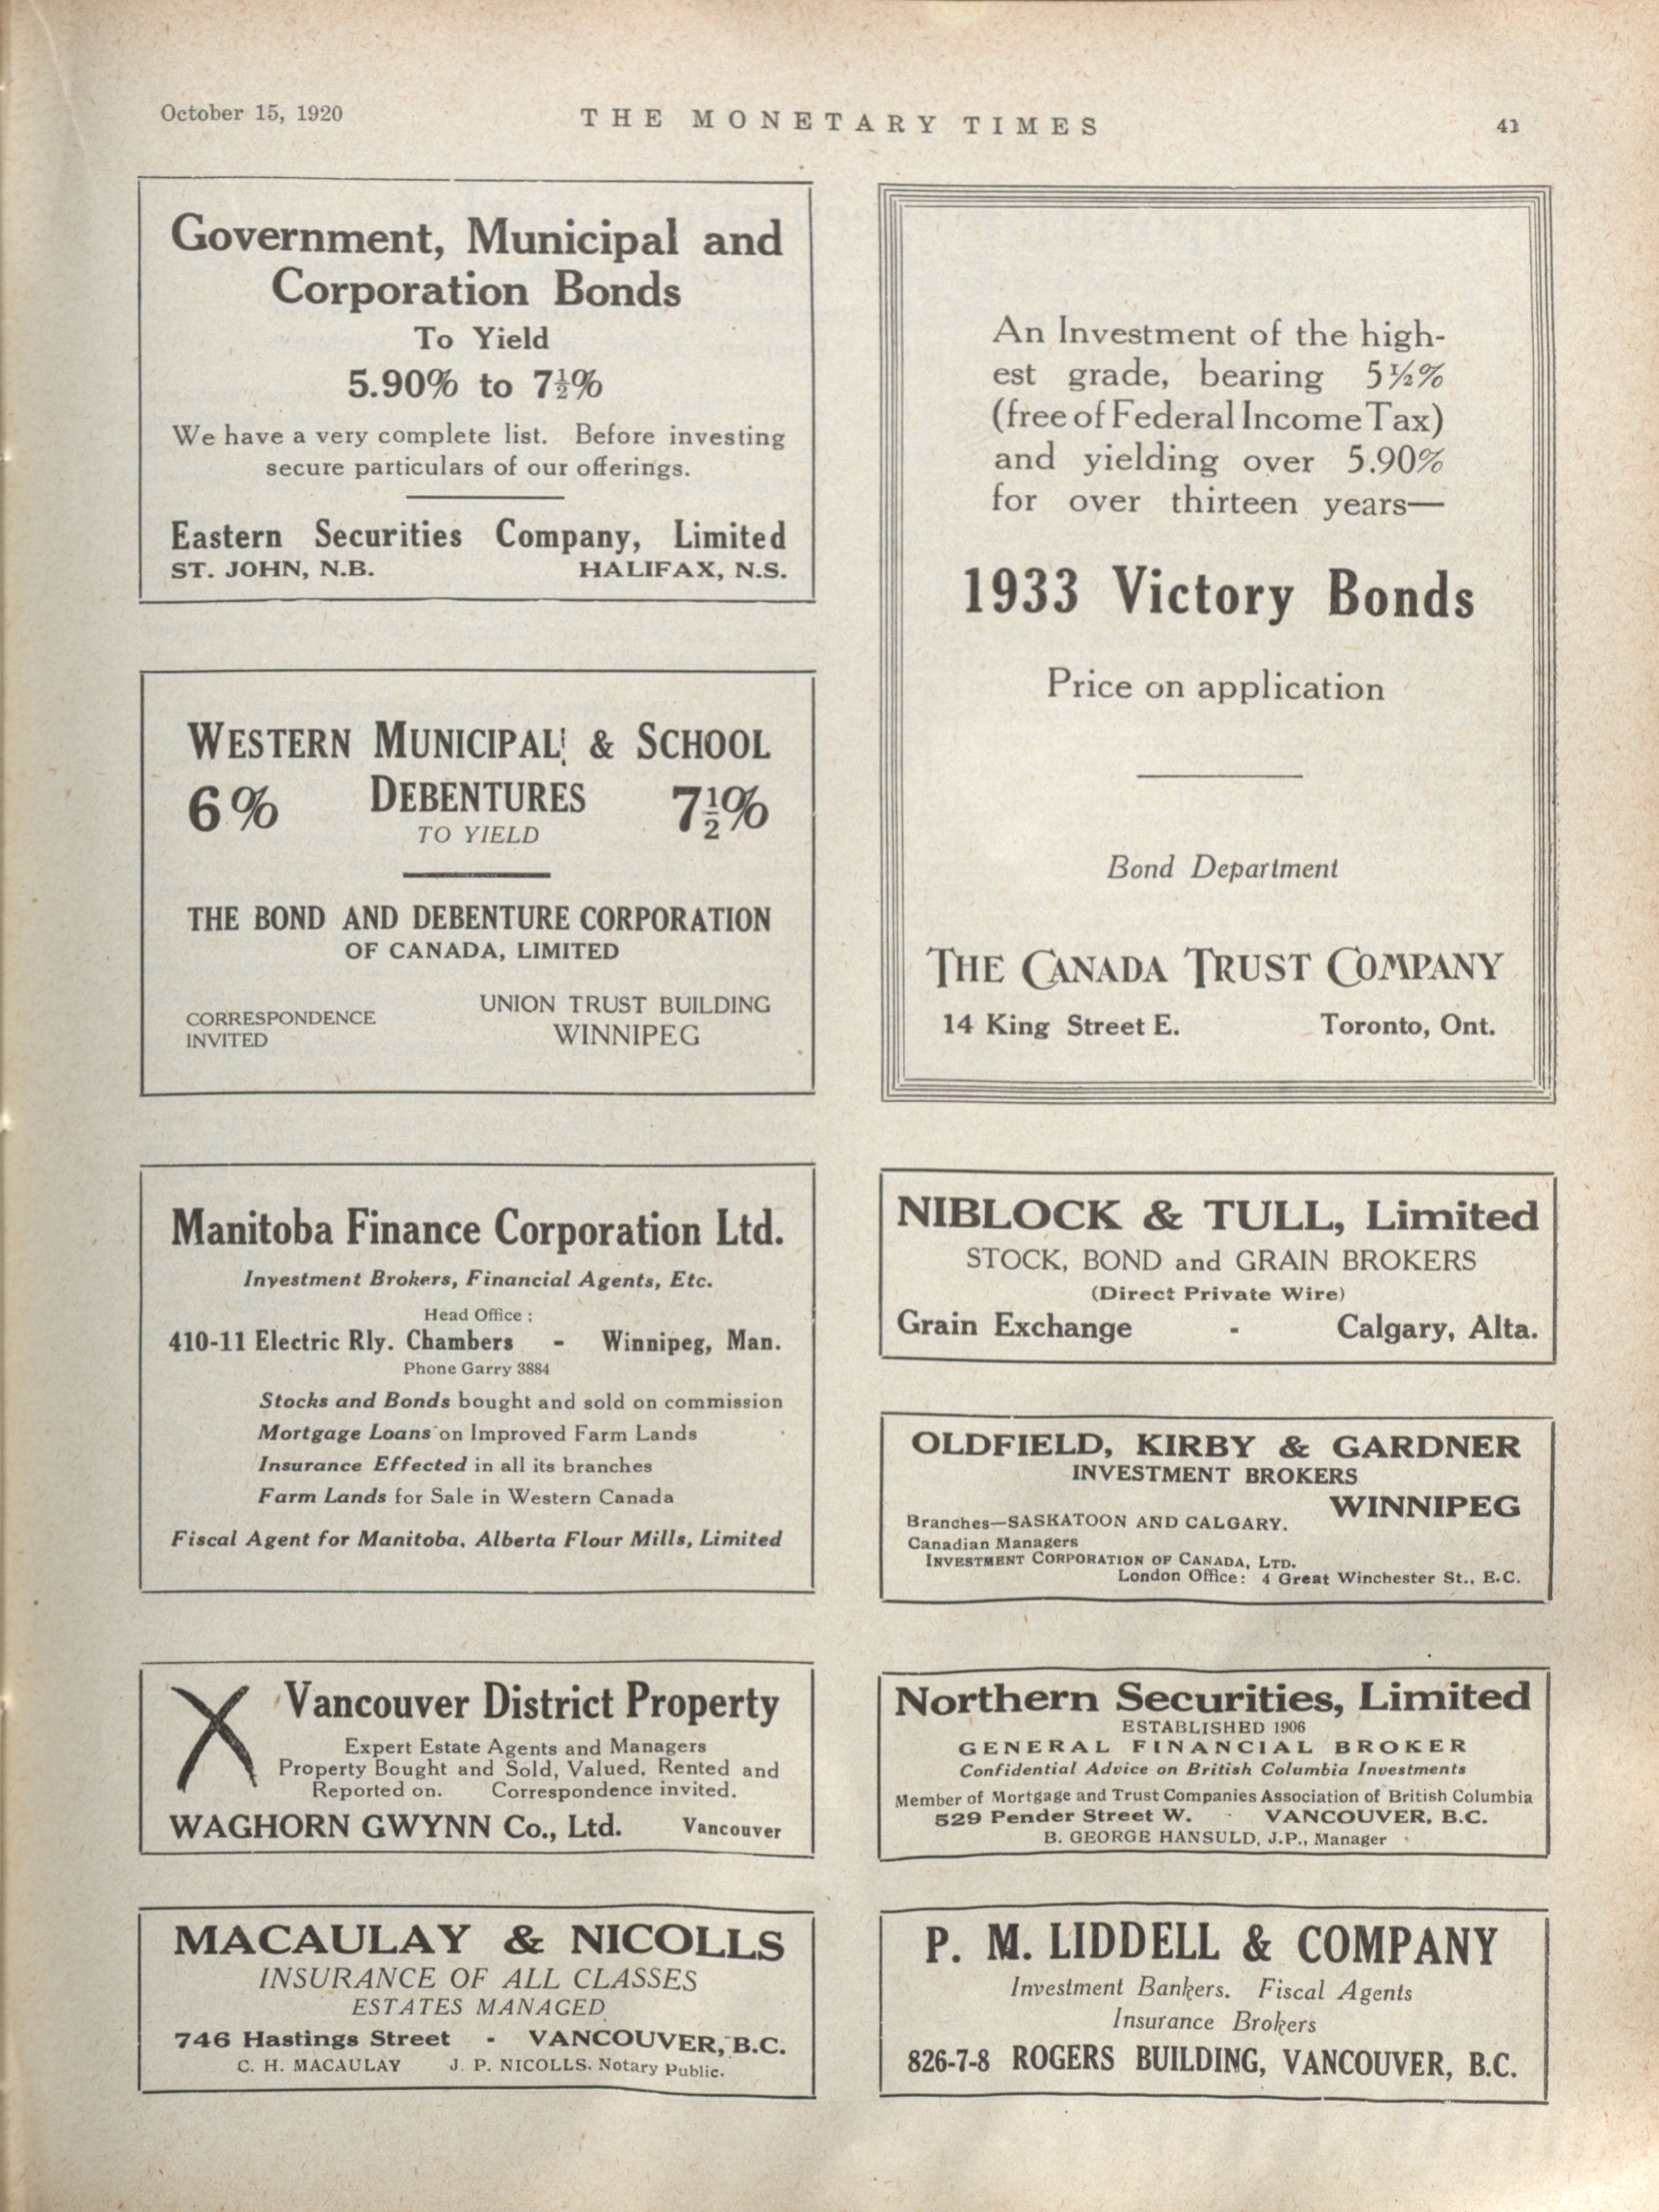 October 15, 1920
THE MONETARY TIMES
41
Government, Municipal and
Corporation Bonds
To Yield
5.90% to 7½%
We have a very complete list. Before investing
secure particulars of our offerings.
Eastern Securities Company, Limited
ST. JOHN, N.B. HALIFAX, N.S.
WESTERN MUNICIPAL & SCHOOL
6% DEBENTURES 7½%
TO YIELD
THE BOND AND DEBENTURE CORPORATION
OF CANADA, LIMITED
UNION TRUST BUILDING
CORRESPONDENCE
INVITED
WINNIPEG
Manitoba Finance Corporation Ltd.
Investment Brokers, Financial Agents, Etc.
Head Office :
410-11 Electric Rly. Chambers - Winnipeg, Man.
Phone Garry 3884
Stocks and Bonds bought and sold on commission
Mortgage Loans on Improved Farm Lands
Insurance Effected in all its branches
Farm Lands for Sale in Western Canada
Fiscal Agent for Manitoba, Alberta Flour Mills, Limited
Vancouver District Property
Expert Estate Agents and Managers
Property Bought and Sold, Valued, Rented and
Reported on. Correspondence invited.
WAGHORN GWYNN Co., Ltd. Vancouver
MACAULAY & NICOLLS
INSURANCE OF ALL CLASSES
ESTATES MANAGED
746 Hastings Street - VANCOUVER, B.C.
C. H. MACAULAY J. P. NICOLLS, Notary Public.
An Investment of the high-
est grade, bearing 5½%
(free of Federal Income Tax)
and yielding over 5.90%
for over thirteen years—
1933 Victory Bonds
Price on application
Bond Department
THE CANADA TRUST COMPANY
14 King Street E. Toronto, Ont.
NIBLOCK & TULL, Limited
STOCK, BOND and GRAIN BROKERS
(Direct Private Wire)
Grain Exchange - Calgary, Alta.
OLDFIELD, KIRBY & GARDNER
INVESTMENT BROKERS
WINNIPEG
Branches—SASKATOON AND CALGARY.
Canadian Managers
INVESTMENT CORPORATION OF CANADA, LTD.
London Office: 4 Great Winchester St., E.C.
Northern Securities, Limited
ESTABLISHED 1906
GENERAL FINANCIAL BROKER
Confidential Advice on British Columbia Investments
Member of Mortgage and Trust Companies Association of British Columbia
529 Pender Street W. - VANCOUVER, B.C.
B. GEORGE HANSULD, J.P., Manager
P. M. LIDDELL & COMPANY
Investment Bankers. Fiscal Agents
Insurance Brokers
826-7-8 ROGERS BUILDING, VANCOUVER, B.C.